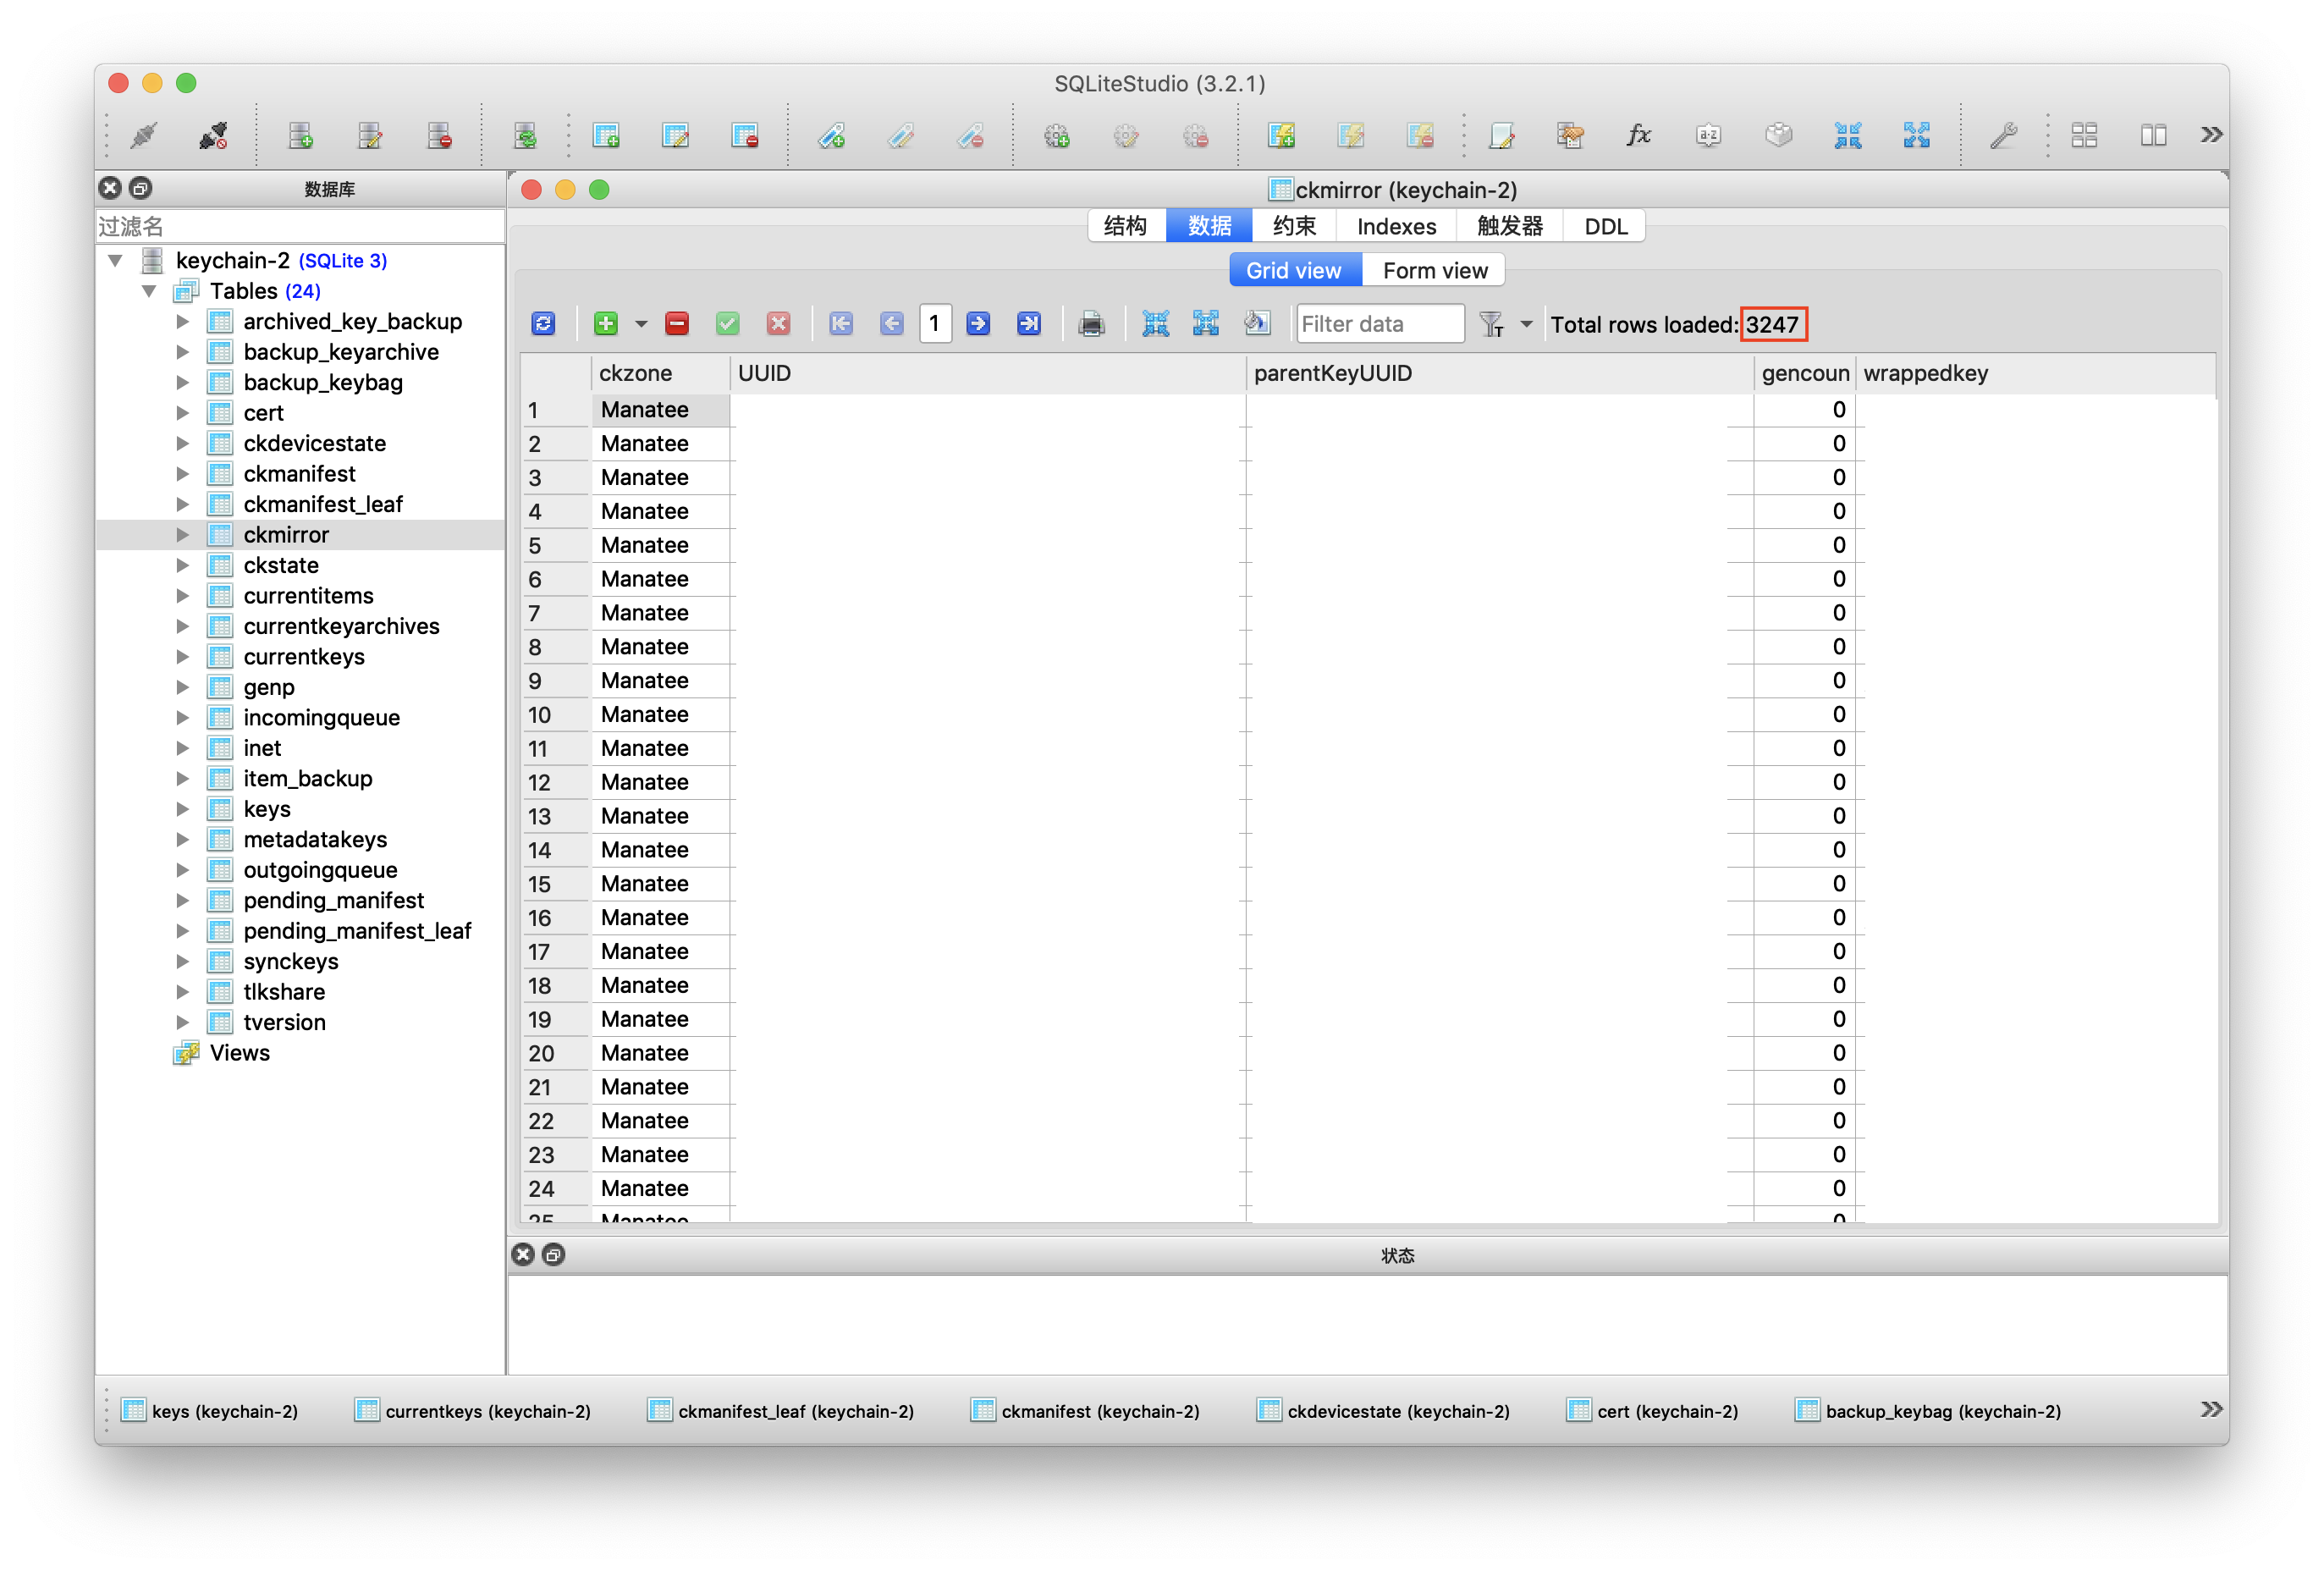 SQLiteStudio (3.2.1)
fx
a·z
数据库
过滤名
keychain-2 (SQLite 3)
Tables (24)
archived_key_backup
backup_keyarchive
backup_keybag
cert
ckdevicestate
ckmanifest
ckmanifest_leaf
ckmirror
ckstate
currentitems
currentkeyarchives
currentkeys
genp
incomingqueue
inet
item_backup
keys
metadatakeys
outgoingqueue
pending_manifest
pending_manifest_leaf
synckeys
tlkshare
tversion
Views
ckmirror (keychain-2)
结构 数据 约束 Indexes 触发器 DDL
Grid view Form view
1 Filter data Total rows loaded: 3247
ckzone UUID parentKeyUUID gencoun wrappedkey
1 Manatee 0
2 Manatee 0
3 Manatee 0
4 Manatee 0
5 Manatee 0
6 Manatee 0
7 Manatee 0
8 Manatee 0
9 Manatee 0
10 Manatee 0
11 Manatee 0
12 Manatee 0
13 Manatee 0
14 Manatee 0
15 Manatee 0
16 Manatee 0
17 Manatee 0
18 Manatee 0
19 Manatee 0
20 Manatee 0
21 Manatee 0
22 Manatee 0
23 Manatee 0
24 Manatee 0
25 Manatee 0
状态
keys (keychain-2) currentkeys (keychain-2) ckmanifest_leaf (keychain-2) ckmanifest (keychain-2) ckdevicestate (keychain-2) cert (keychain-2) backup_keybag (keychain-2)